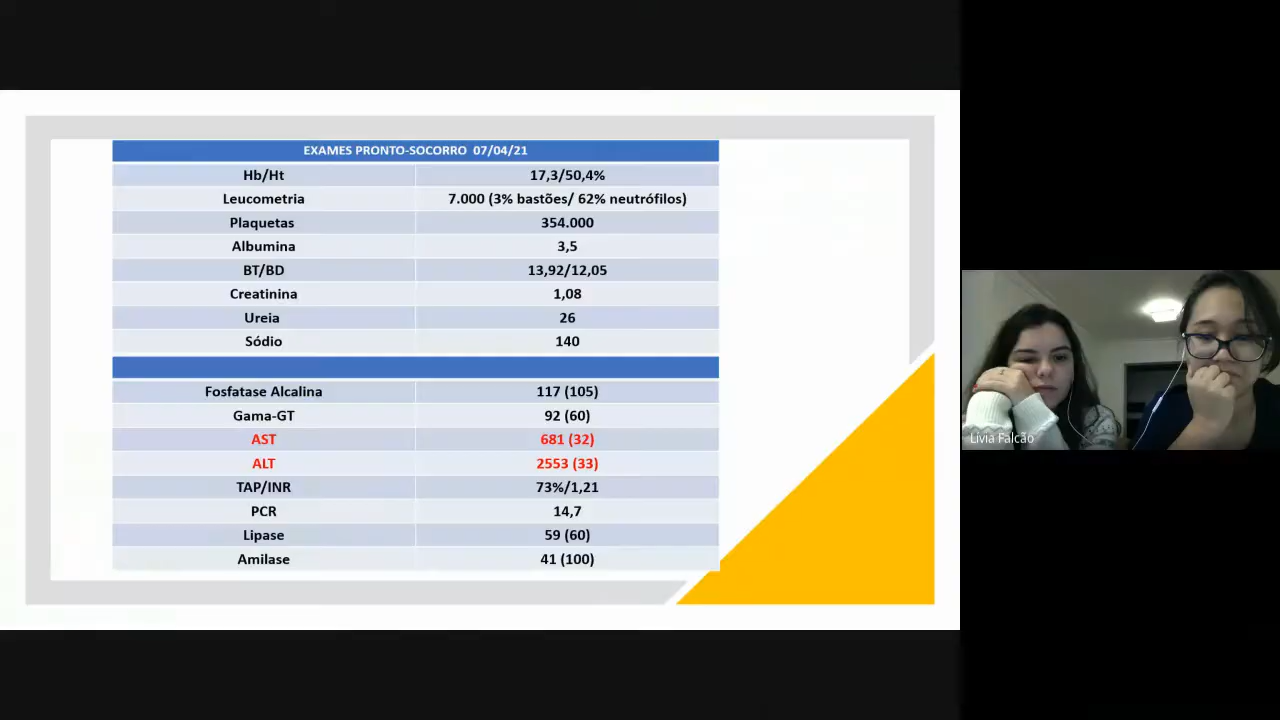 EXAMES PRONTO-SOCORRO 07/04/21
Hb/Ht 17,3/50,4%
Leucometria 7.000 (3% bastões/ 62% neutrófilos)
Plaquetas 354.000
Albumina 3,5
BT/BD 13,92/12,05
Creatinina 1,08
Ureia 26
Sódio 140
Fosfatase Alcalina 117 (105)
Gama-GT 92 (60)
AST 681 (32)
ALT 2553 (33)
TAP/INR 73%/1,21
PCR 14,7
Lipase 59 (60)
Amilase 41 (100)
Lívia Falcão